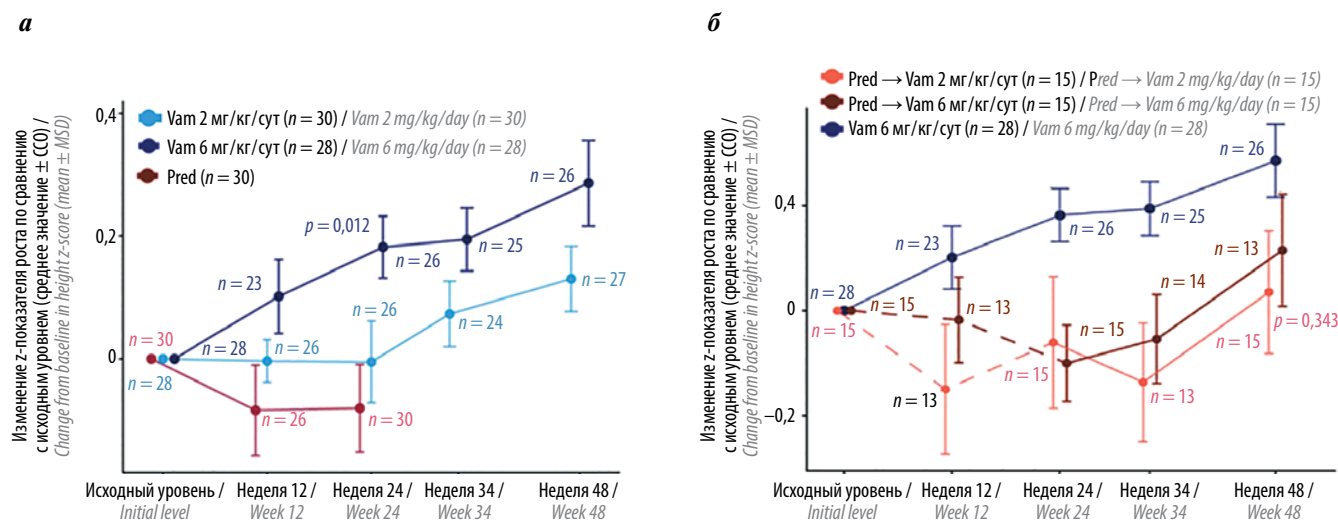 а
Изменение z-показателя роста по сравнению
с исходным уровнем (среднее значение ± ССО) /
Change from baseline in height z-score (mean ± MSD)
Vam 2 мг/кг/сут (n = 30) / Vam 2 mg/kg/day (n = 30)
Vam 6 мг/кг/сут (n = 28) / Vam 6 mg/kg/day (n = 28)
Pred (n = 30)
0,4
0,2
0
n = 30
n = 28
n = 28
n = 23
n = 26
n = 26
p = 0,012
n = 26
n = 26
n = 30
n = 25
n = 24
n = 26
n = 27
Исходный уровень /
Initial level
Неделя 12 /
Week 12
Неделя 24 /
Week 24
Неделя 34 /
Week 34
Неделя 48 /
Week 48
б
Изменение z-показателя роста по сравнению
с исходным уровнем (среднее значение ± ССО) /
Change from baseline in height z-score (mean ± MSD)
Pred → Vam 2 мг/кг/сут (n = 15) / Pred → Vam 2 mg/kg/day (n = 15)
Pred → Vam 6 мг/кг/сут (n = 15) / Pred → Vam 6 mg/kg/day (n = 15)
Vam 6 мг/кг/сут (n = 28) / Vam 6 mg/kg/day (n = 28)
0,4
0
–0,2
n = 28
n = 15
n = 15
n = 23
n = 13
n = 13
n = 26
n = 15
n = 15
n = 25
n = 14
n = 13
n = 26
n = 13
n = 15
p = 0,343
Исходный уровень /
Initial level
Неделя 12 /
Week 12
Неделя 24 /
Week 24
Неделя 34 /
Week 34
Неделя 48 /
Week 48